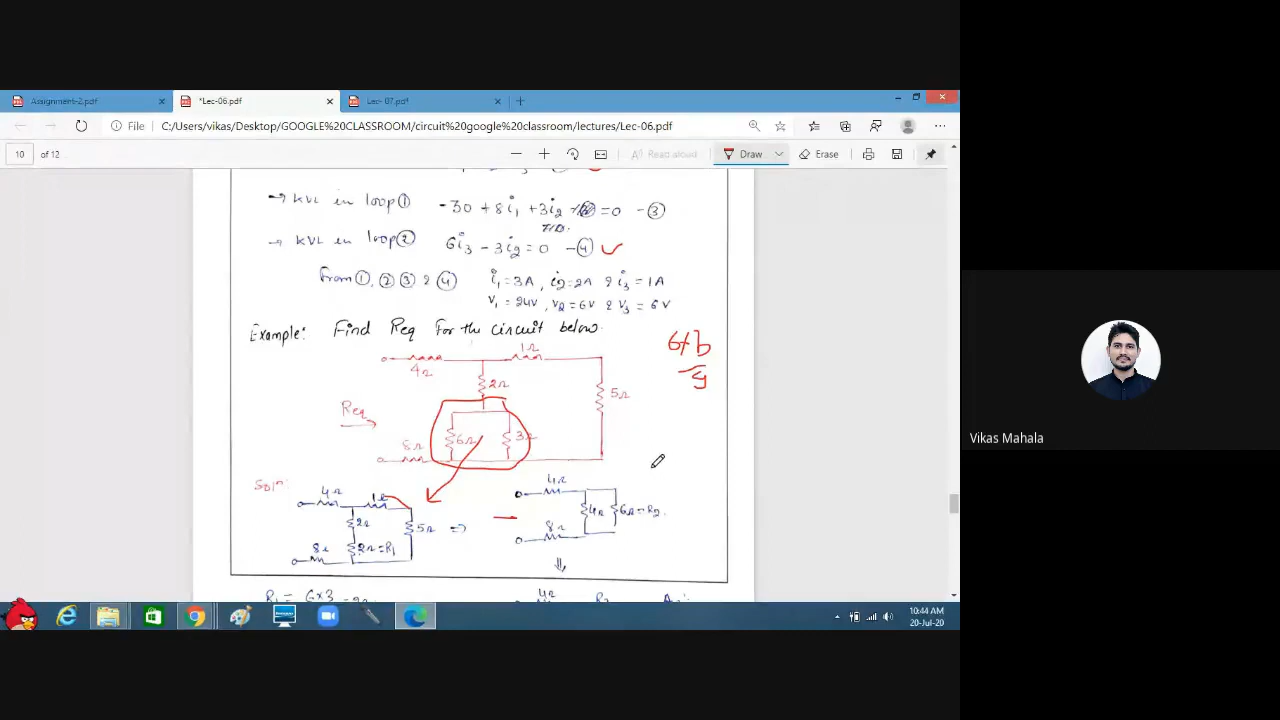 Assignment-2.pdf
*Lec-06.pdf
Lec- 07.pdf*
File
C:/Users/vikas/Desktop/GOOGLE%20CLASSROOM/circuit%20google%20classroom/lectures/Lec-06.pdf
10 of 12
Read aloud
Draw
Erase
→ KVL in loop ①
-30 + 8i₁ + 3i₂ = 0 - ③
→ KVL in loop ②
6i₃ - 3i₂ = 0 - ④
from ①, ② ③ & ④
i₁ = 3A, i₂ = 2A & i₃ = 1A
V₁ = 24V, V₂ = 6V & V₃ = 6V
Example: Find Req for the circuit below.
1Ω
4Ω
2Ω
5Ω
Req
8Ω
6Ω
3Ω
Soln:
4Ω
1Ω
2Ω
5Ω
⇒
8Ω
2Ω=R₁
4Ω
4Ω
6Ω=R₂
8Ω
⇓
R₁ = 6x3
4Ω
Vikas Mahala
10:44 AM
20-Jul-20